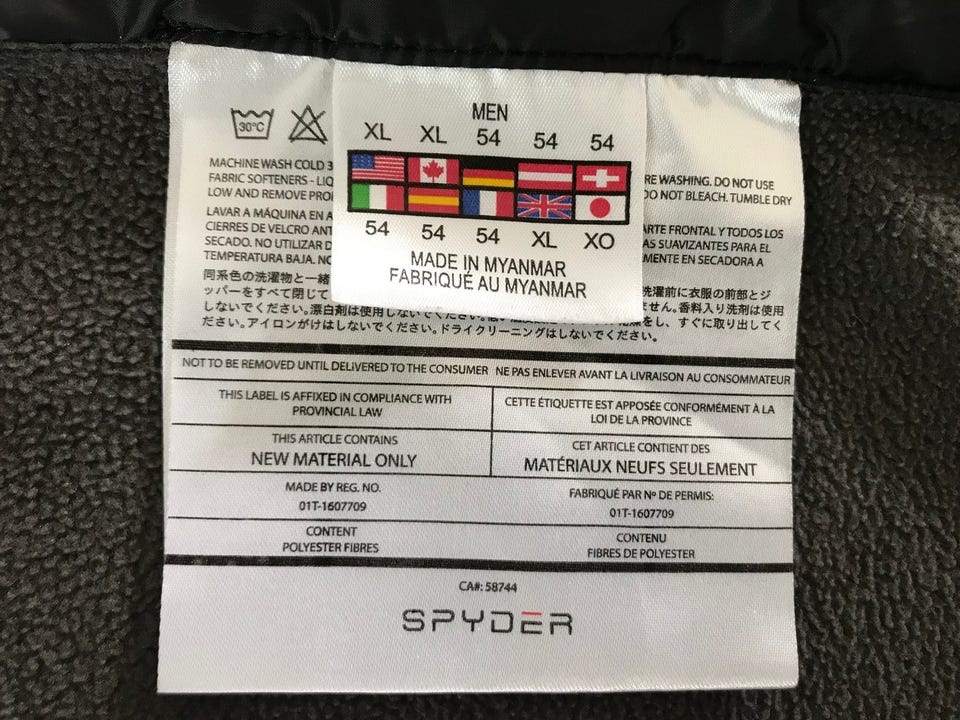 MEN
XL XL 54 54 54
54 54 54 XL XO
MADE IN MYANMAR
FABRIQUÉ AU MYANMAR
30°C
MACHINE WASH COLD
RE WASHING. DO NOT USE
FABRIC SOFTENERS - LIQ
DO NOT BLEACH. TUMBLE DRY
LOW AND REMOVE PRO
LAVAR A MÁQUINA EN A
ARTE FRONTAL Y TODOS LOS
CIERRES DE VELCRO ANT
AS SUAVIZANTES PARA EL
SECADO. NO UTILIZAR D
MENTE EN SECADORA A
TEMPERATURA BAJA. NO
同系色の洗濯物と一緒
洗濯前に衣服の前部とジ
ッパーをすべて閉じて
ません。香料入り洗剤は使用
しないでください。漂白剤は使用しないでください。
し、すぐに取り出してく
ださい。アイロンがけはしないでください。ドライクリーニングはしないでください。
NOT TO BE REMOVED UNTIL DELIVERED TO THE CONSUMER NE PAS ENLEVER AVANT LA LIVRAISON AU CONSOMMATEUR
THIS LABEL IS AFFIXED IN COMPLIANCE WITH
PROVINCIAL LAW
CETTE ÉTIQUETTE EST APPOSÉE CONFORMÉMENT À LA
LOI DE LA PROVINCE
THIS ARTICLE CONTAINS
NEW MATERIAL ONLY
CET ARTICLE CONTIENT DES
MATÉRIAUX NEUFS SEULEMENT
MADE BY REG. NO.
01T-1607709
FABRIQUÉ PAR Nº DE PERMIS:
01T-1607709
CONTENT
POLYESTER FIBRES
CONTENU
FIBRES DE POLYESTER
CA#: 58744
SPYDER